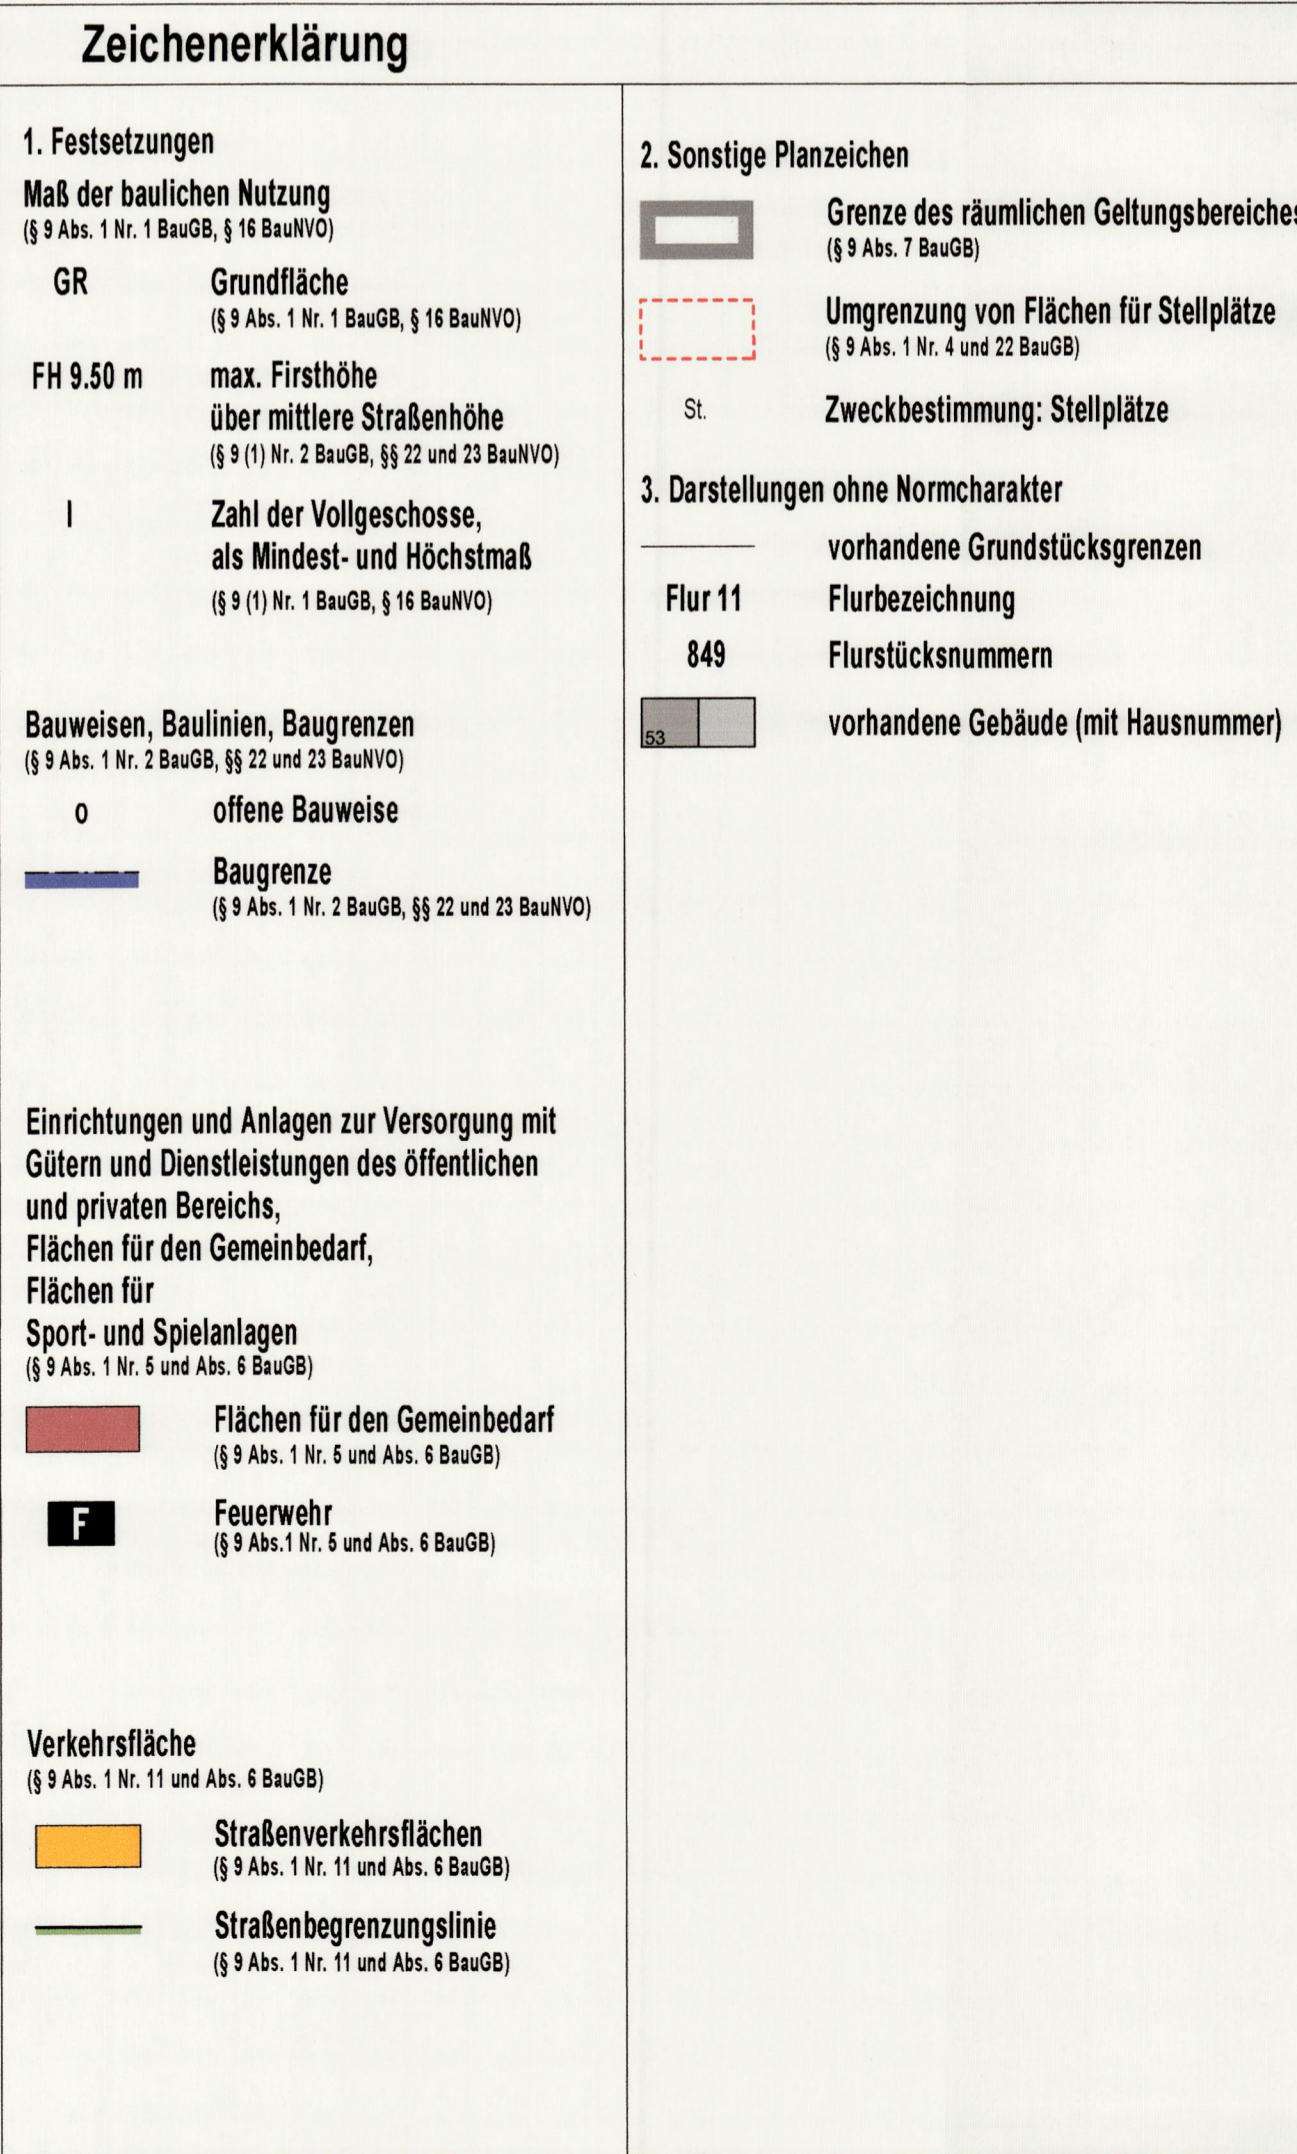 Zeichenerklärung
1. Festsetzungen
Maß der baulichen Nutzung
(§ 9 Abs. 1 Nr. 1 BauGB, § 16 BauNVO)
GR Grundfläche
(§ 9 Abs. 1 Nr. 1 BauGB, § 16 BauNVO)
FH 9.50 m max. Firsthöhe
über mittlere Straßenhöhe
(§ 9 (1) Nr. 2 BauGB, §§ 22 und 23 BauNVO)
I Zahl der Vollgeschosse,
als Mindest- und Höchstmaß
(§ 9 (1) Nr. 1 BauGB, § 16 BauNVO)
Bauweisen, Baulinien, Baugrenzen
(§ 9 Abs. 1 Nr. 2 BauGB, §§ 22 und 23 BauNVO)
o offene Bauweise
Baugrenze
(§ 9 Abs. 1 Nr. 2 BauGB, §§ 22 und 23 BauNVO)
Einrichtungen und Anlagen zur Versorgung mit
Gütern und Dienstleistungen des öffentlichen
und privaten Bereichs,
Flächen für den Gemeinbedarf,
Flächen für
Sport- und Spielanlagen
(§ 9 Abs. 1 Nr. 5 und Abs. 6 BauGB)
Flächen für den Gemeinbedarf
(§ 9 Abs. 1 Nr. 5 und Abs. 6 BauGB)
F Feuerwehr
(§ 9 Abs.1 Nr. 5 und Abs. 6 BauGB)
Verkehrsfläche
(§ 9 Abs. 1 Nr. 11 und Abs. 6 BauGB)
Straßenverkehrsflächen
(§ 9 Abs. 1 Nr. 11 und Abs. 6 BauGB)
Straßenbegrenzungslinie
(§ 9 Abs. 1 Nr. 11 und Abs. 6 BauGB)
2. Sonstige Planzeichen
Grenze des räumlichen Geltungsbereiches
(§ 9 Abs. 7 BauGB)
Umgrenzung von Flächen für Stellplätze
(§ 9 Abs. 1 Nr. 4 und 22 BauGB)
St. Zweckbestimmung: Stellplätze
3. Darstellungen ohne Normcharakter
vorhandene Grundstücksgrenzen
Flur 11 Flurbezeichnung
849 Flurstücksnummern
53 vorhandene Gebäude (mit Hausnummer)